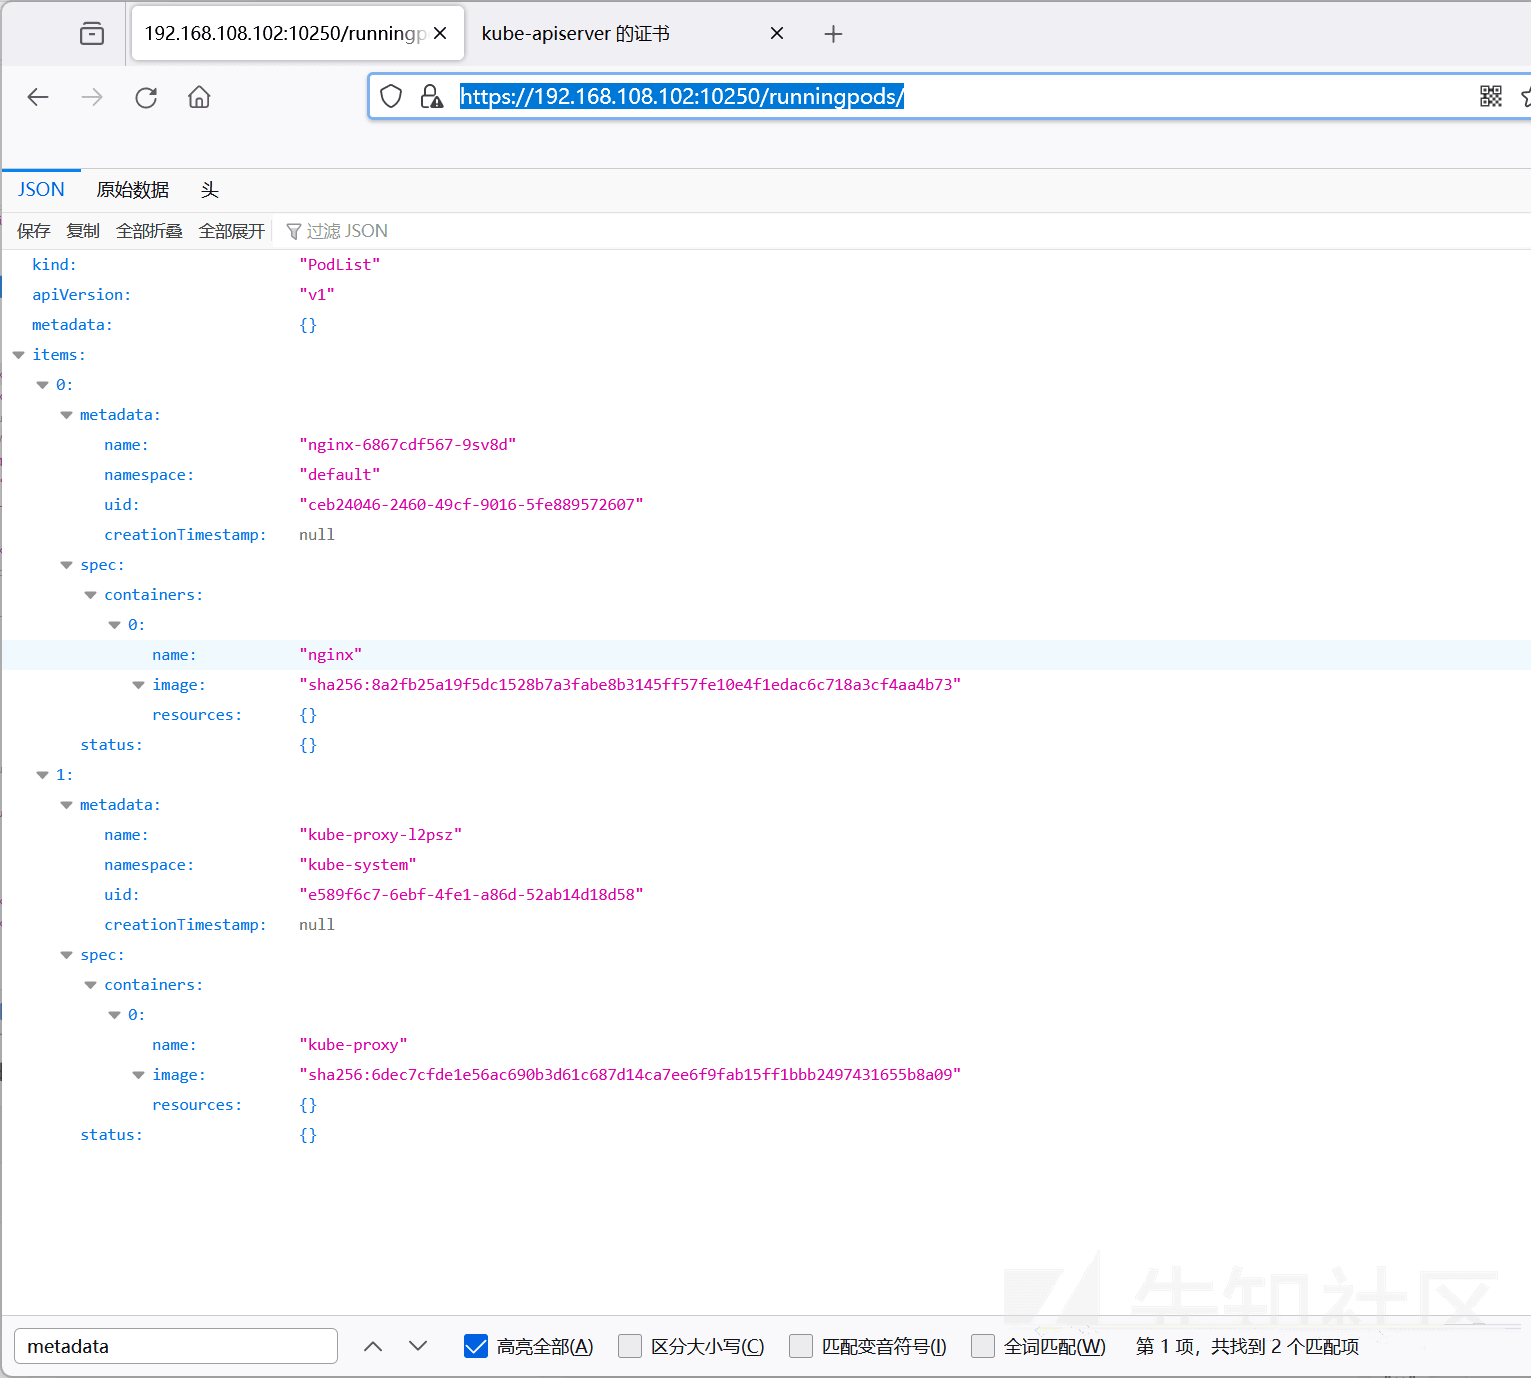 192.168.108.102:10250/runningp
kube-apiserver 的证书
https://192.168.108.102:10250/runningpods/
JSON 原始数据 头
保存 复制 全部折叠 全部展开 过滤 JSON
kind: "PodList"
apiVersion: "v1"
metadata: {}
items:
0:
metadata:
name: "nginx-6867cdf567-9sv8d"
namespace: "default"
uid: "ceb24046-2460-49cf-9016-5fe889572607"
creationTimestamp: null
spec:
containers:
0:
name: "nginx"
image: "sha256:8a2fb25a19f5dc1528b7a3fabe8b3145ff57fe10e4f1edac6c718a3cf4aa4b73"
resources: {}
status: {}
1:
metadata:
name: "kube-proxy-l2psz"
namespace: "kube-system"
uid: "e589f6c7-6ebf-4fe1-a86d-52ab14d18d58"
creationTimestamp: null
spec:
containers:
0:
name: "kube-proxy"
image: "sha256:6dec7cfde1e56ac690b3d61c687d14ca7ee6f9fab15ff1bbb2497431655b8a09"
resources: {}
status: {}
先知社区
metadata 高亮全部(A) 区分大小写(C) 匹配变音符号(I) 全词匹配(W) 第 1 项，共找到 2 个匹配项